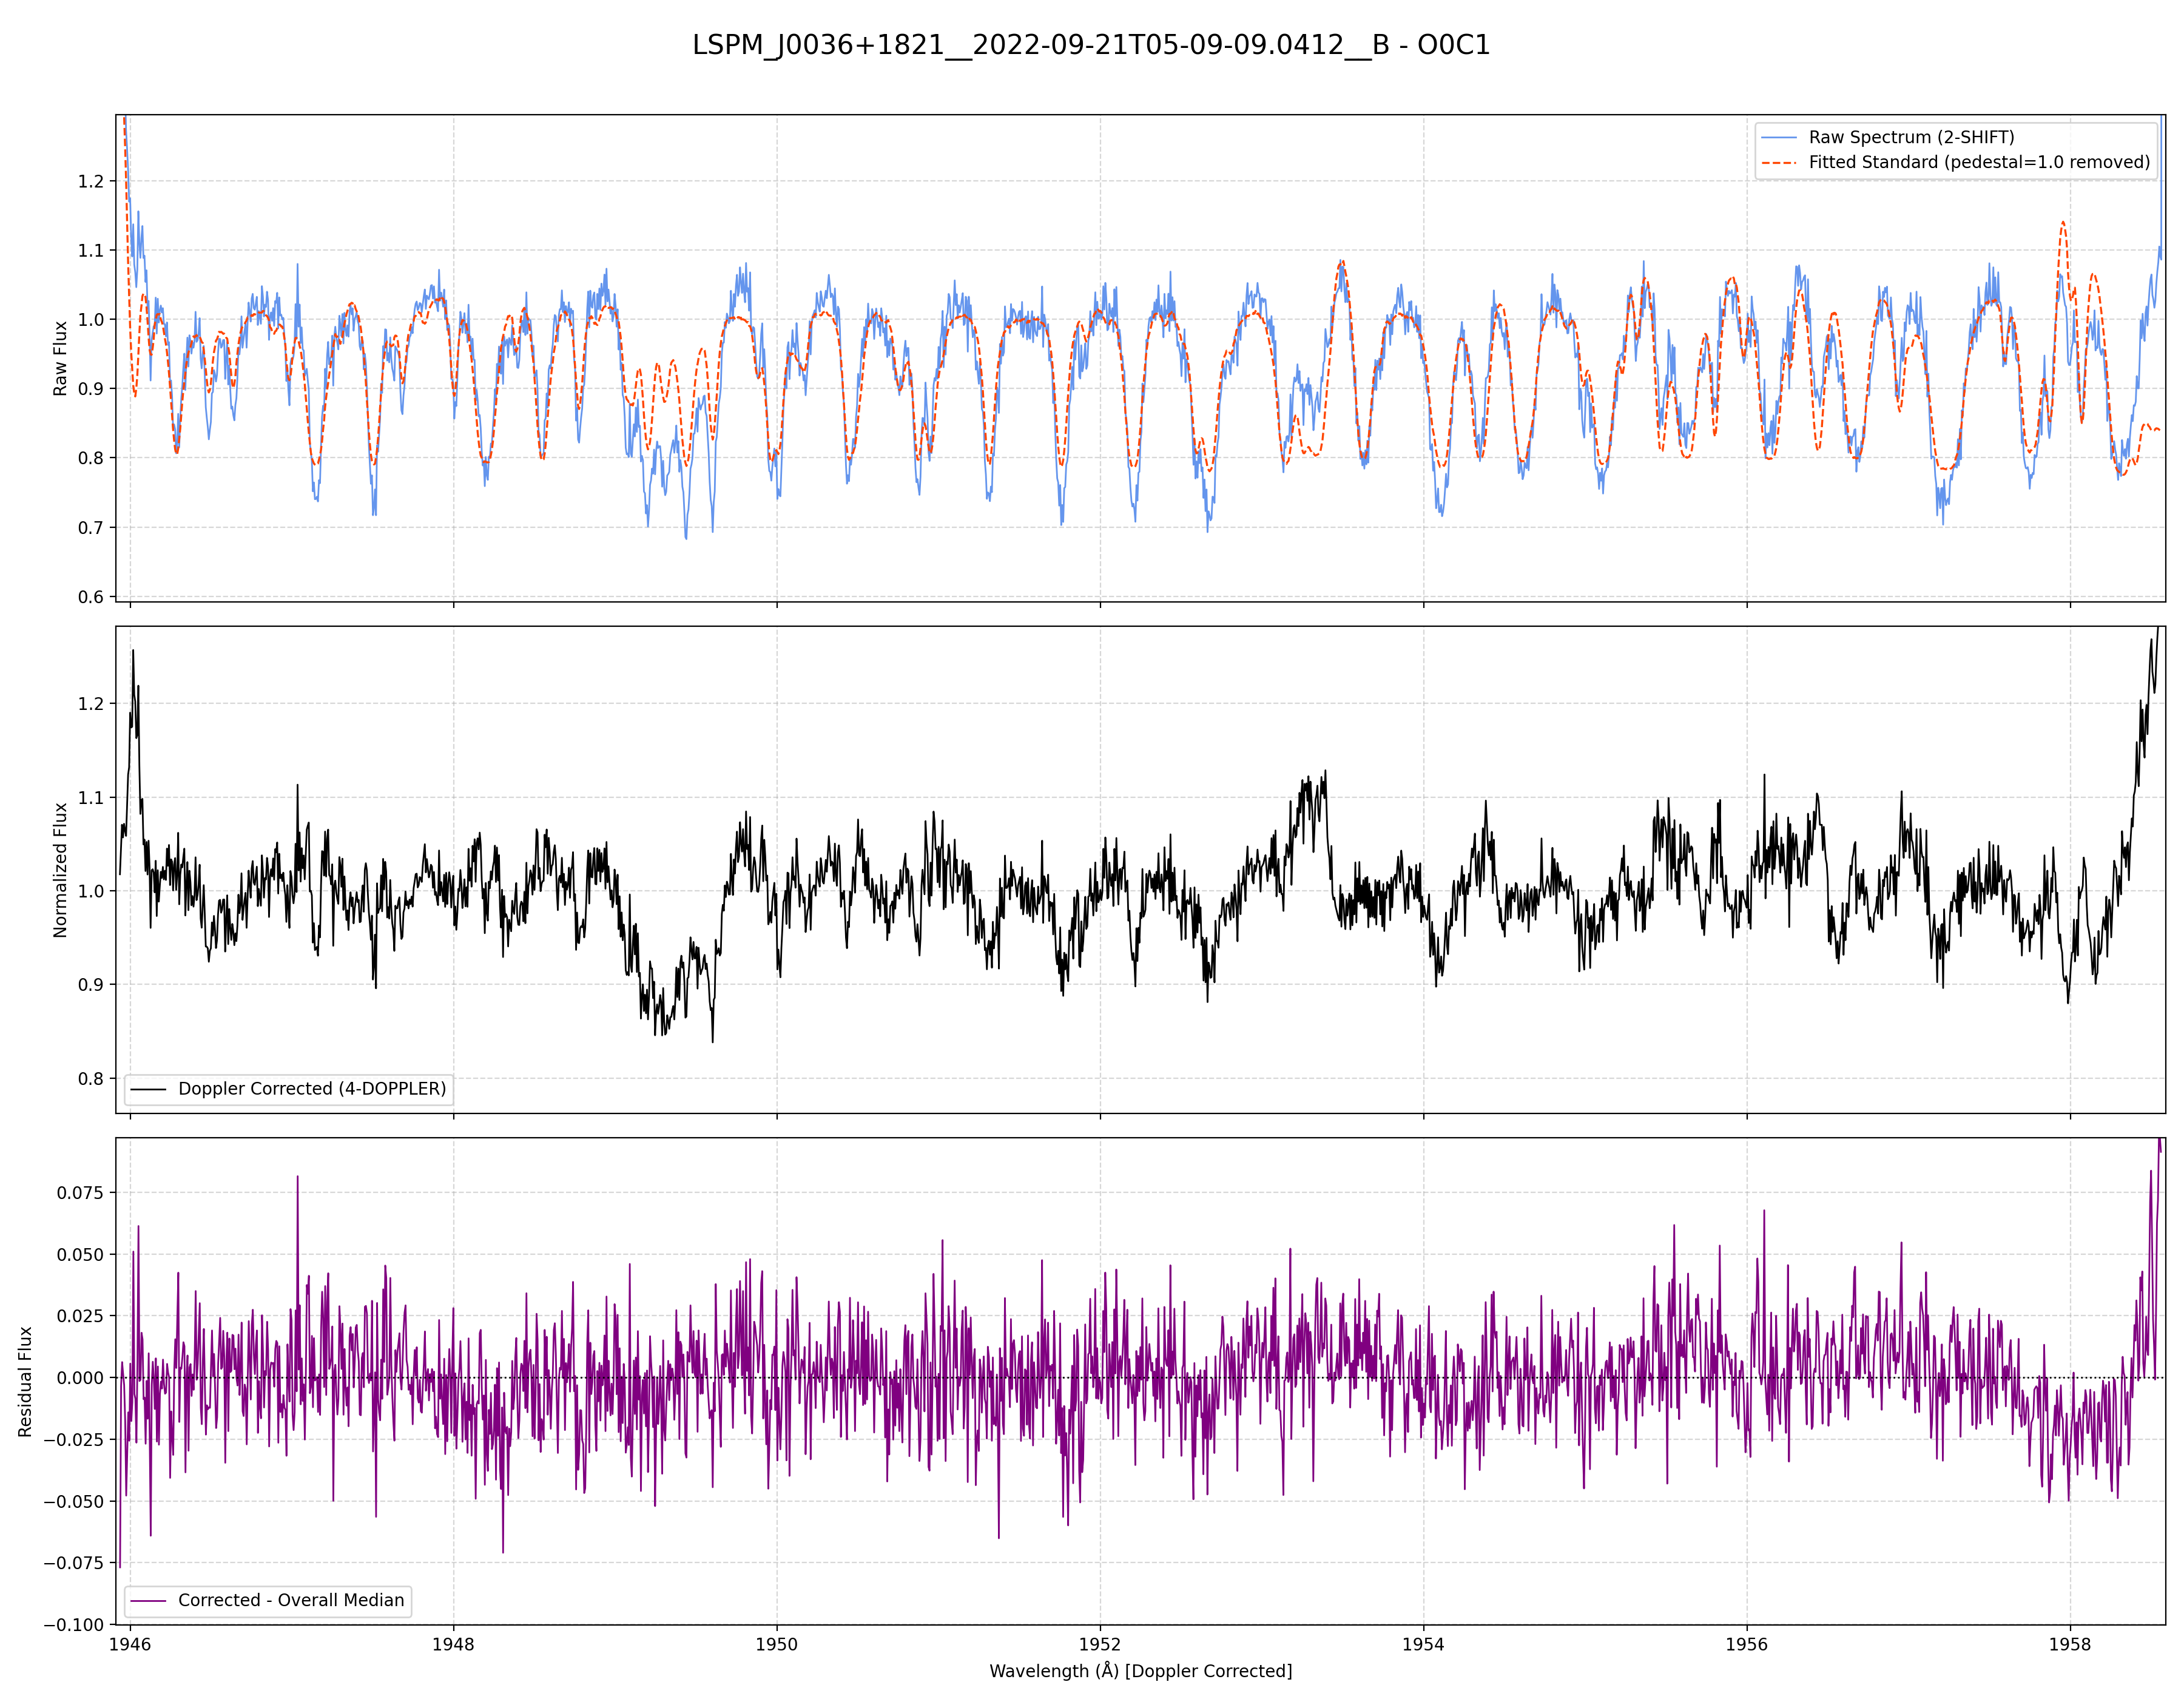 LSPM_J0036+1821__2022-09-21T05-09-09.0412__B - O0C1
Raw Spectrum (2-SHIFT)
Fitted Standard (pedestal=1.0 removed)
Raw Flux
1.2
1.1
1.0
0.9
0.8
0.7
0.6
Normalized Flux
1.2
1.1
1.0
0.9
0.8
Doppler Corrected (4-DOPPLER)
Residual Flux
0.075
0.050
0.025
0.000
−0.025
−0.050
−0.075
−0.100
Corrected - Overall Median
1946 1948 1950 1952 1954 1956 1958
Wavelength (Å) [Doppler Corrected]